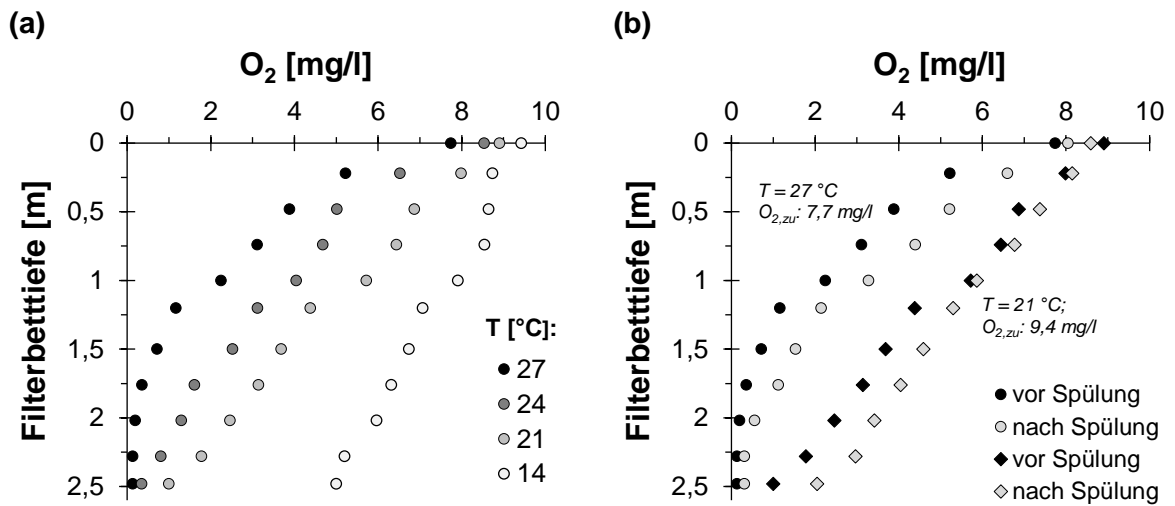 (a)
O2 [mg/l]
0 2 4 6 8 10
0
0,5
1
1,5
2
2,5
Filterbetttiefe [m]
T [°C]:
27
24
21
14
(b)
O2 [mg/l]
0 2 4 6 8 10
0
0,5
1
1,5
2
2,5
Filterbetttiefe [m]
T = 27 °C
O2,zu: 7,7 mg/l
T = 21 °C;
O2,zu: 9,4 mg/l
vor Spülung
nach Spülung
vor Spülung
nach Spülung